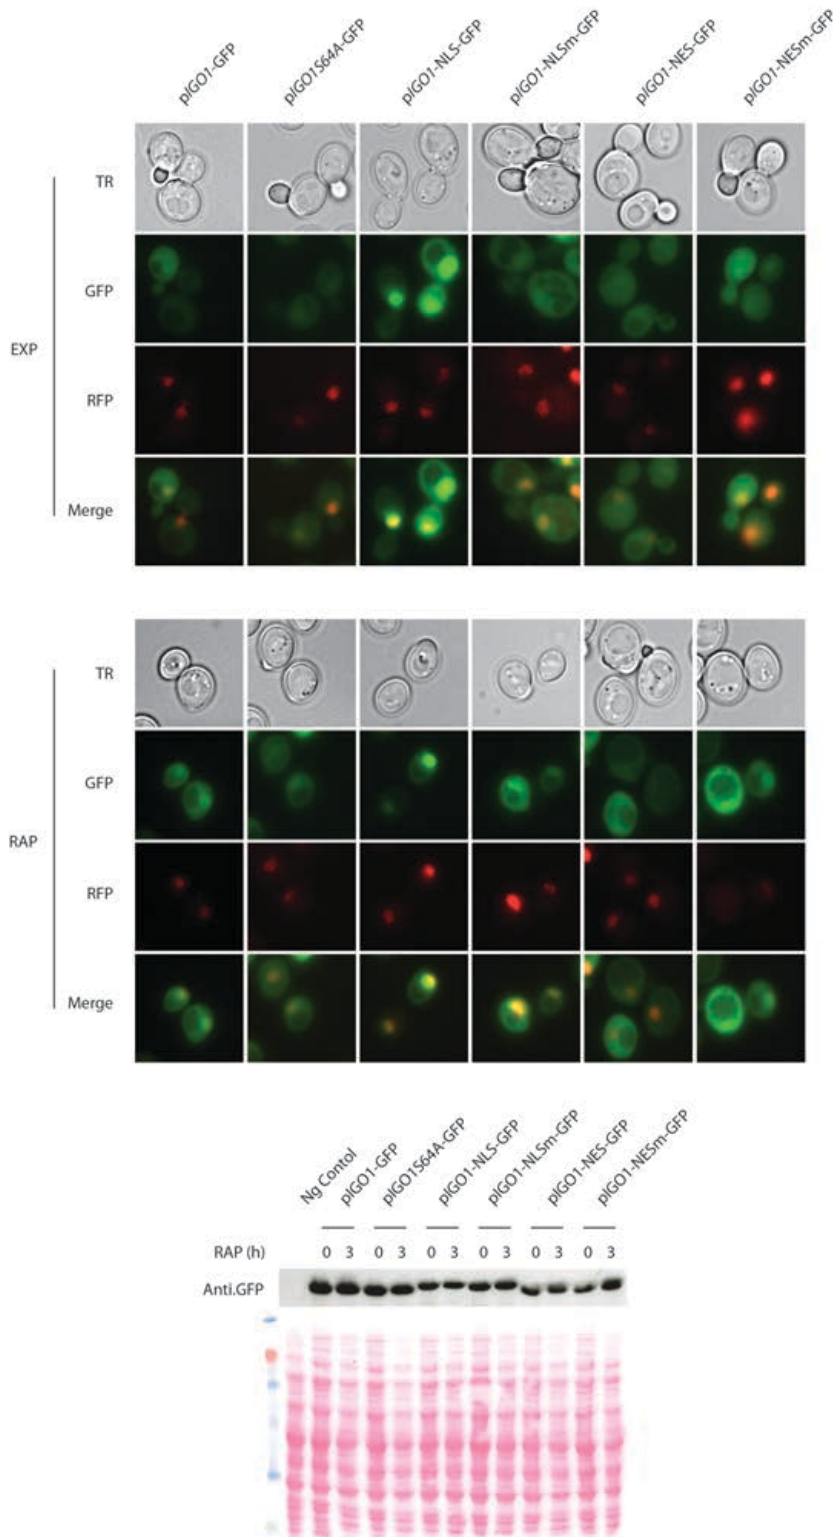 pIGO1-GFP
pIGO1S64A-GFP
pIGO1-NLS-GFP
pIGO1-NLSm-GFP
pIGO1-NES-GFP
pIGO1-NESm-GFP
EXP
TR
GFP
RFP
Merge
RAP
TR
GFP
RFP
Merge
Ng Contol
pIGO1-GFP
pIGO1S64A-GFP
pIGO1-NLS-GFP
pIGO1-NLSm-GFP
pIGO1-NES-GFP
pIGO1-NESm-GFP
RAP (h) 0 3 0 3 0 3 0 3 0 3 0 3
Anti.GFP